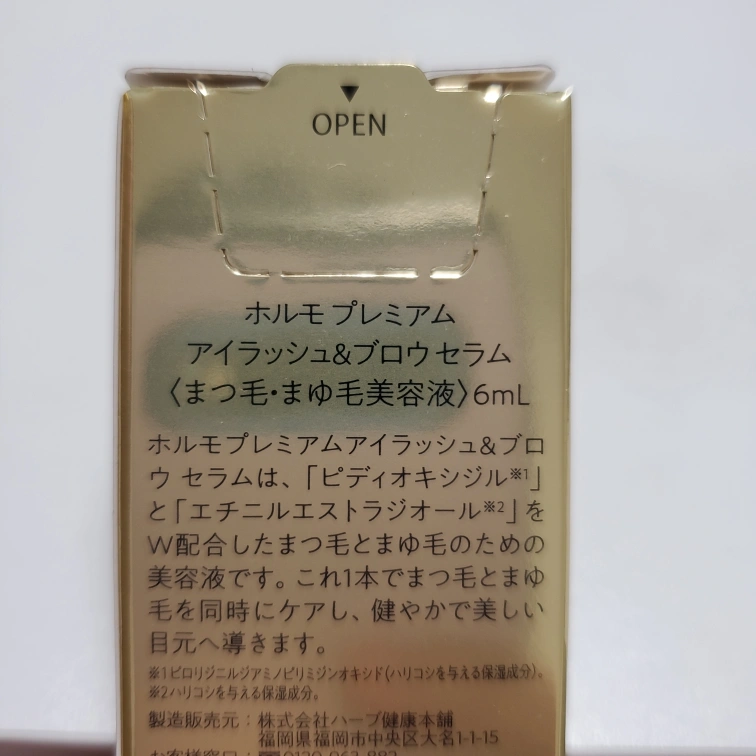 ▼
OPEN
ホルモ プレミアム
アイラッシュ&ブロウ セラム
〈まつ毛・まゆ毛美容液〉6mL
ホルモプレミアムアイラッシュ&ブロ
ウ セラムは、「ピディオキシジル※1」
と「エチニルエストラジオール※2」を
W配合したまつ毛とまゆ毛のための
美容液です。これ1本でまつ毛とまゆ
毛を同時にケアし、健やかで美しい
目元へ導きます。
※1ピロリジニルジアミノピリミジンオキシド(ハリコシを与える保湿成分)。
※2ハリコシを与える保湿成分。
製造販売元:株式会社ハーブ健康本舗
福岡県福岡市中央区大名1-1-15
お客様窓口: